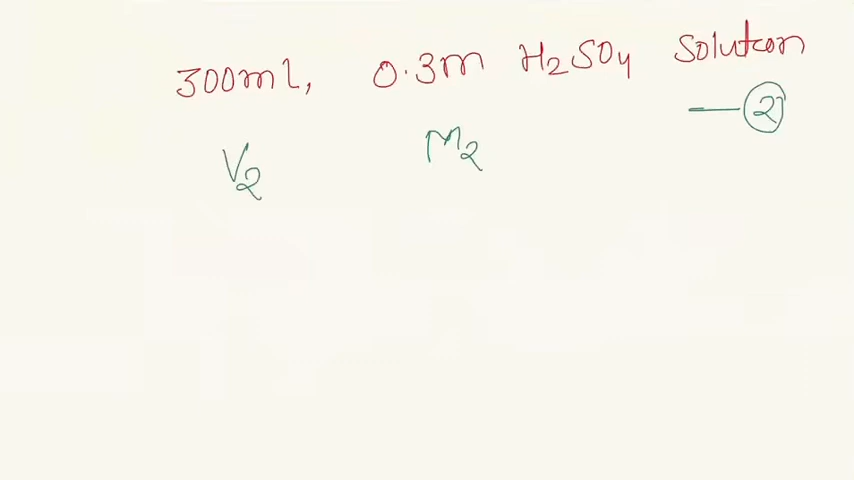 300ml, 0.3m H₂SO₄ Solution
— ②
V₂ M₂